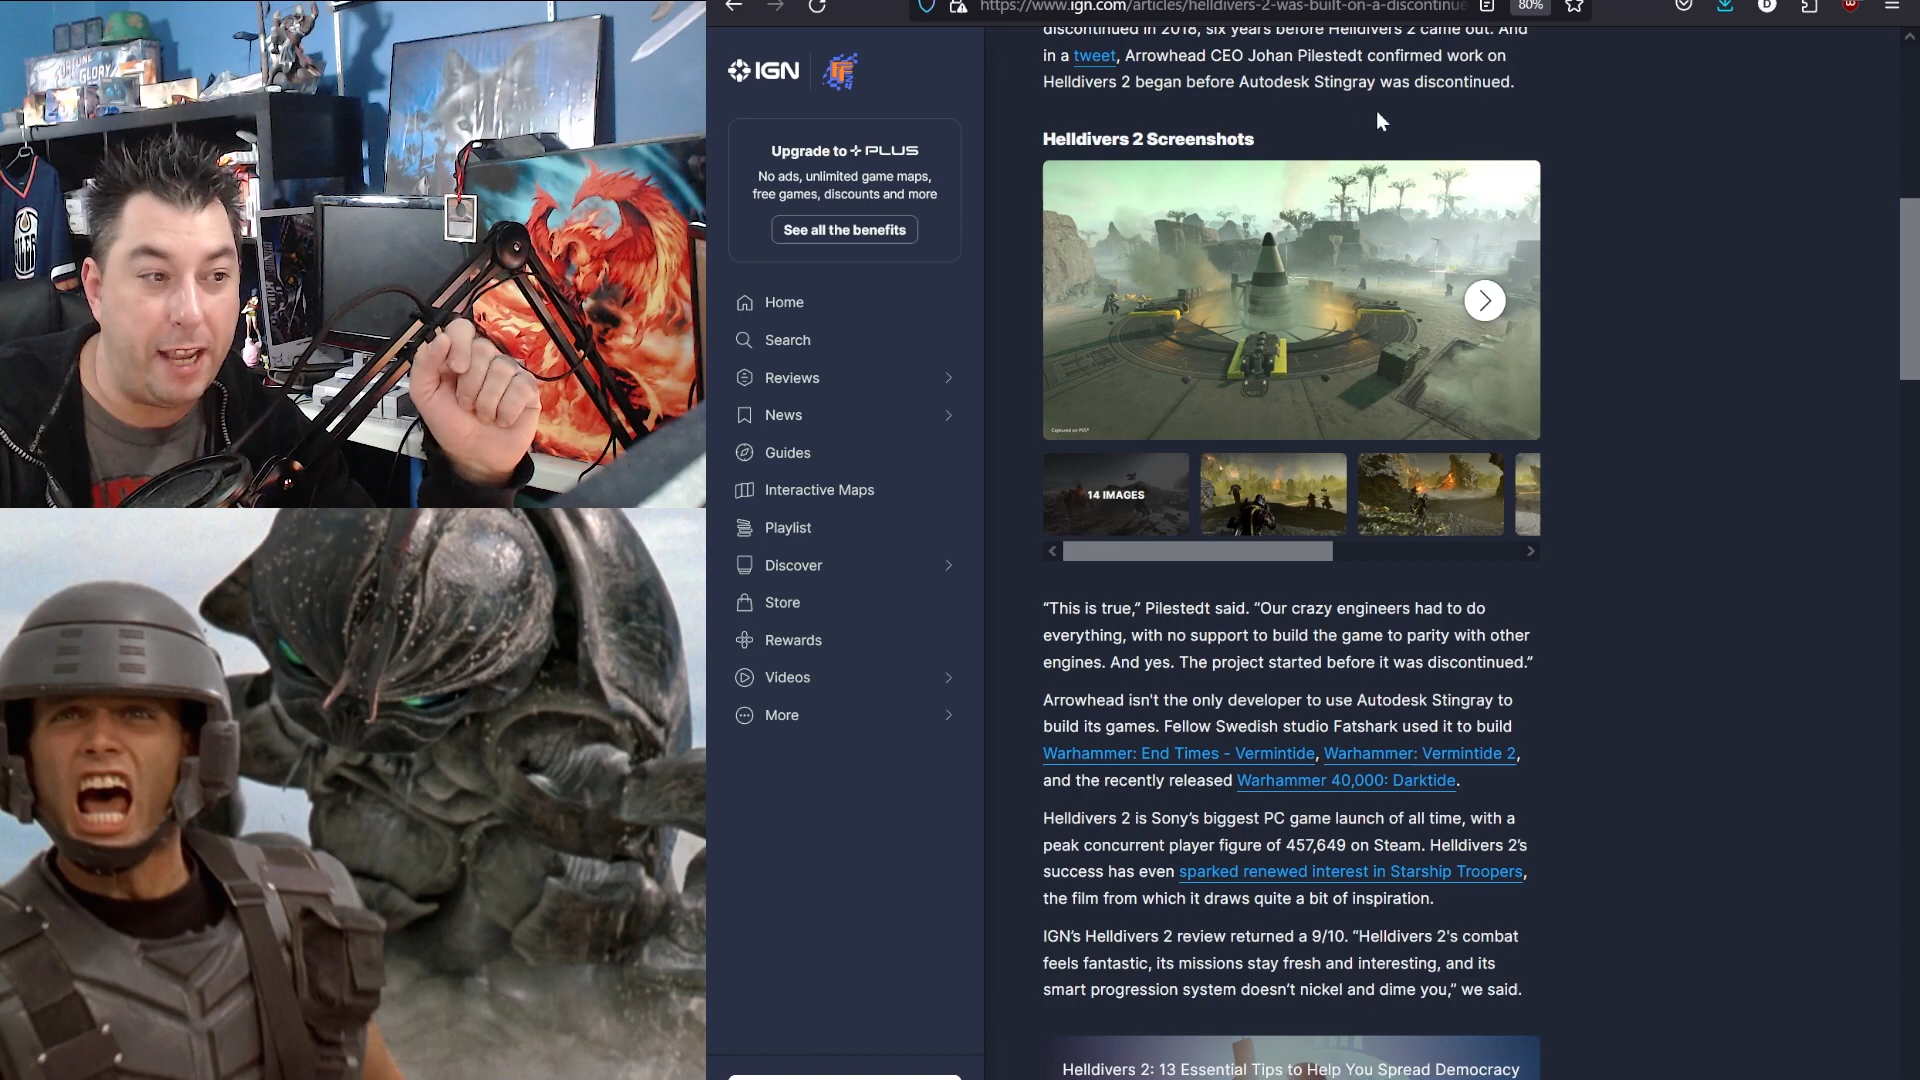 https://www.ign.com/articles/helldivers-2-was-built-on-a-discontinue
80%
IGN
Upgrade to PLUS
No ads, unlimited game maps,
free games, discounts and more
See all the benefits
Home
Search
Reviews
News
Guides
Interactive Maps
Playlist
Discover
Store
Rewards
Videos
More
discontinued in 2018, six years before Helldivers 2 came out. And
in a tweet, Arrowhead CEO Johan Pilestedt confirmed work on
Helldivers 2 began before Autodesk Stingray was discontinued.
Helldivers 2 Screenshots
Captured on PS5
14 IMAGES
“This is true,” Pilestedt said. “Our crazy engineers had to do
everything, with no support to build the game to parity with other
engines. And yes. The project started before it was discontinued.”
Arrowhead isn't the only developer to use Autodesk Stingray to
build its games. Fellow Swedish studio Fatshark used it to build
Warhammer: End Times - Vermintide, Warhammer: Vermintide 2,
and the recently released Warhammer 40,000: Darktide.
Helldivers 2 is Sony’s biggest PC game launch of all time, with a
peak concurrent player figure of 457,649 on Steam. Helldivers 2’s
success has even sparked renewed interest in Starship Troopers,
the film from which it draws quite a bit of inspiration.
IGN’s Helldivers 2 review returned a 9/10. “Helldivers 2's combat
feels fantastic, its missions stay fresh and interesting, and its
smart progression system doesn’t nickel and dime you,” we said.
Helldivers 2: 13 Essential Tips to Help You Spread Democracy
FORTUNE
GLORY
OILERS